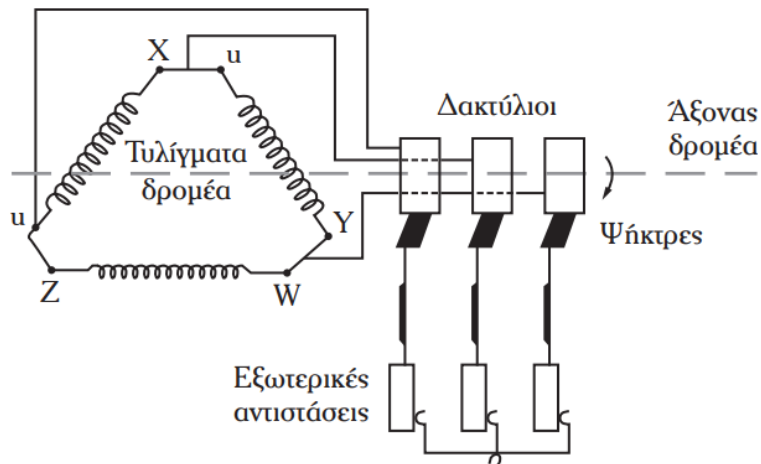 X
u
Δακτύλιοι
Άξονας
δρομέα
Τυλίγματα
δρομέα
u
Y
Ψήκτρες
Z
W
Εξωτερικές
αντιστάσεις